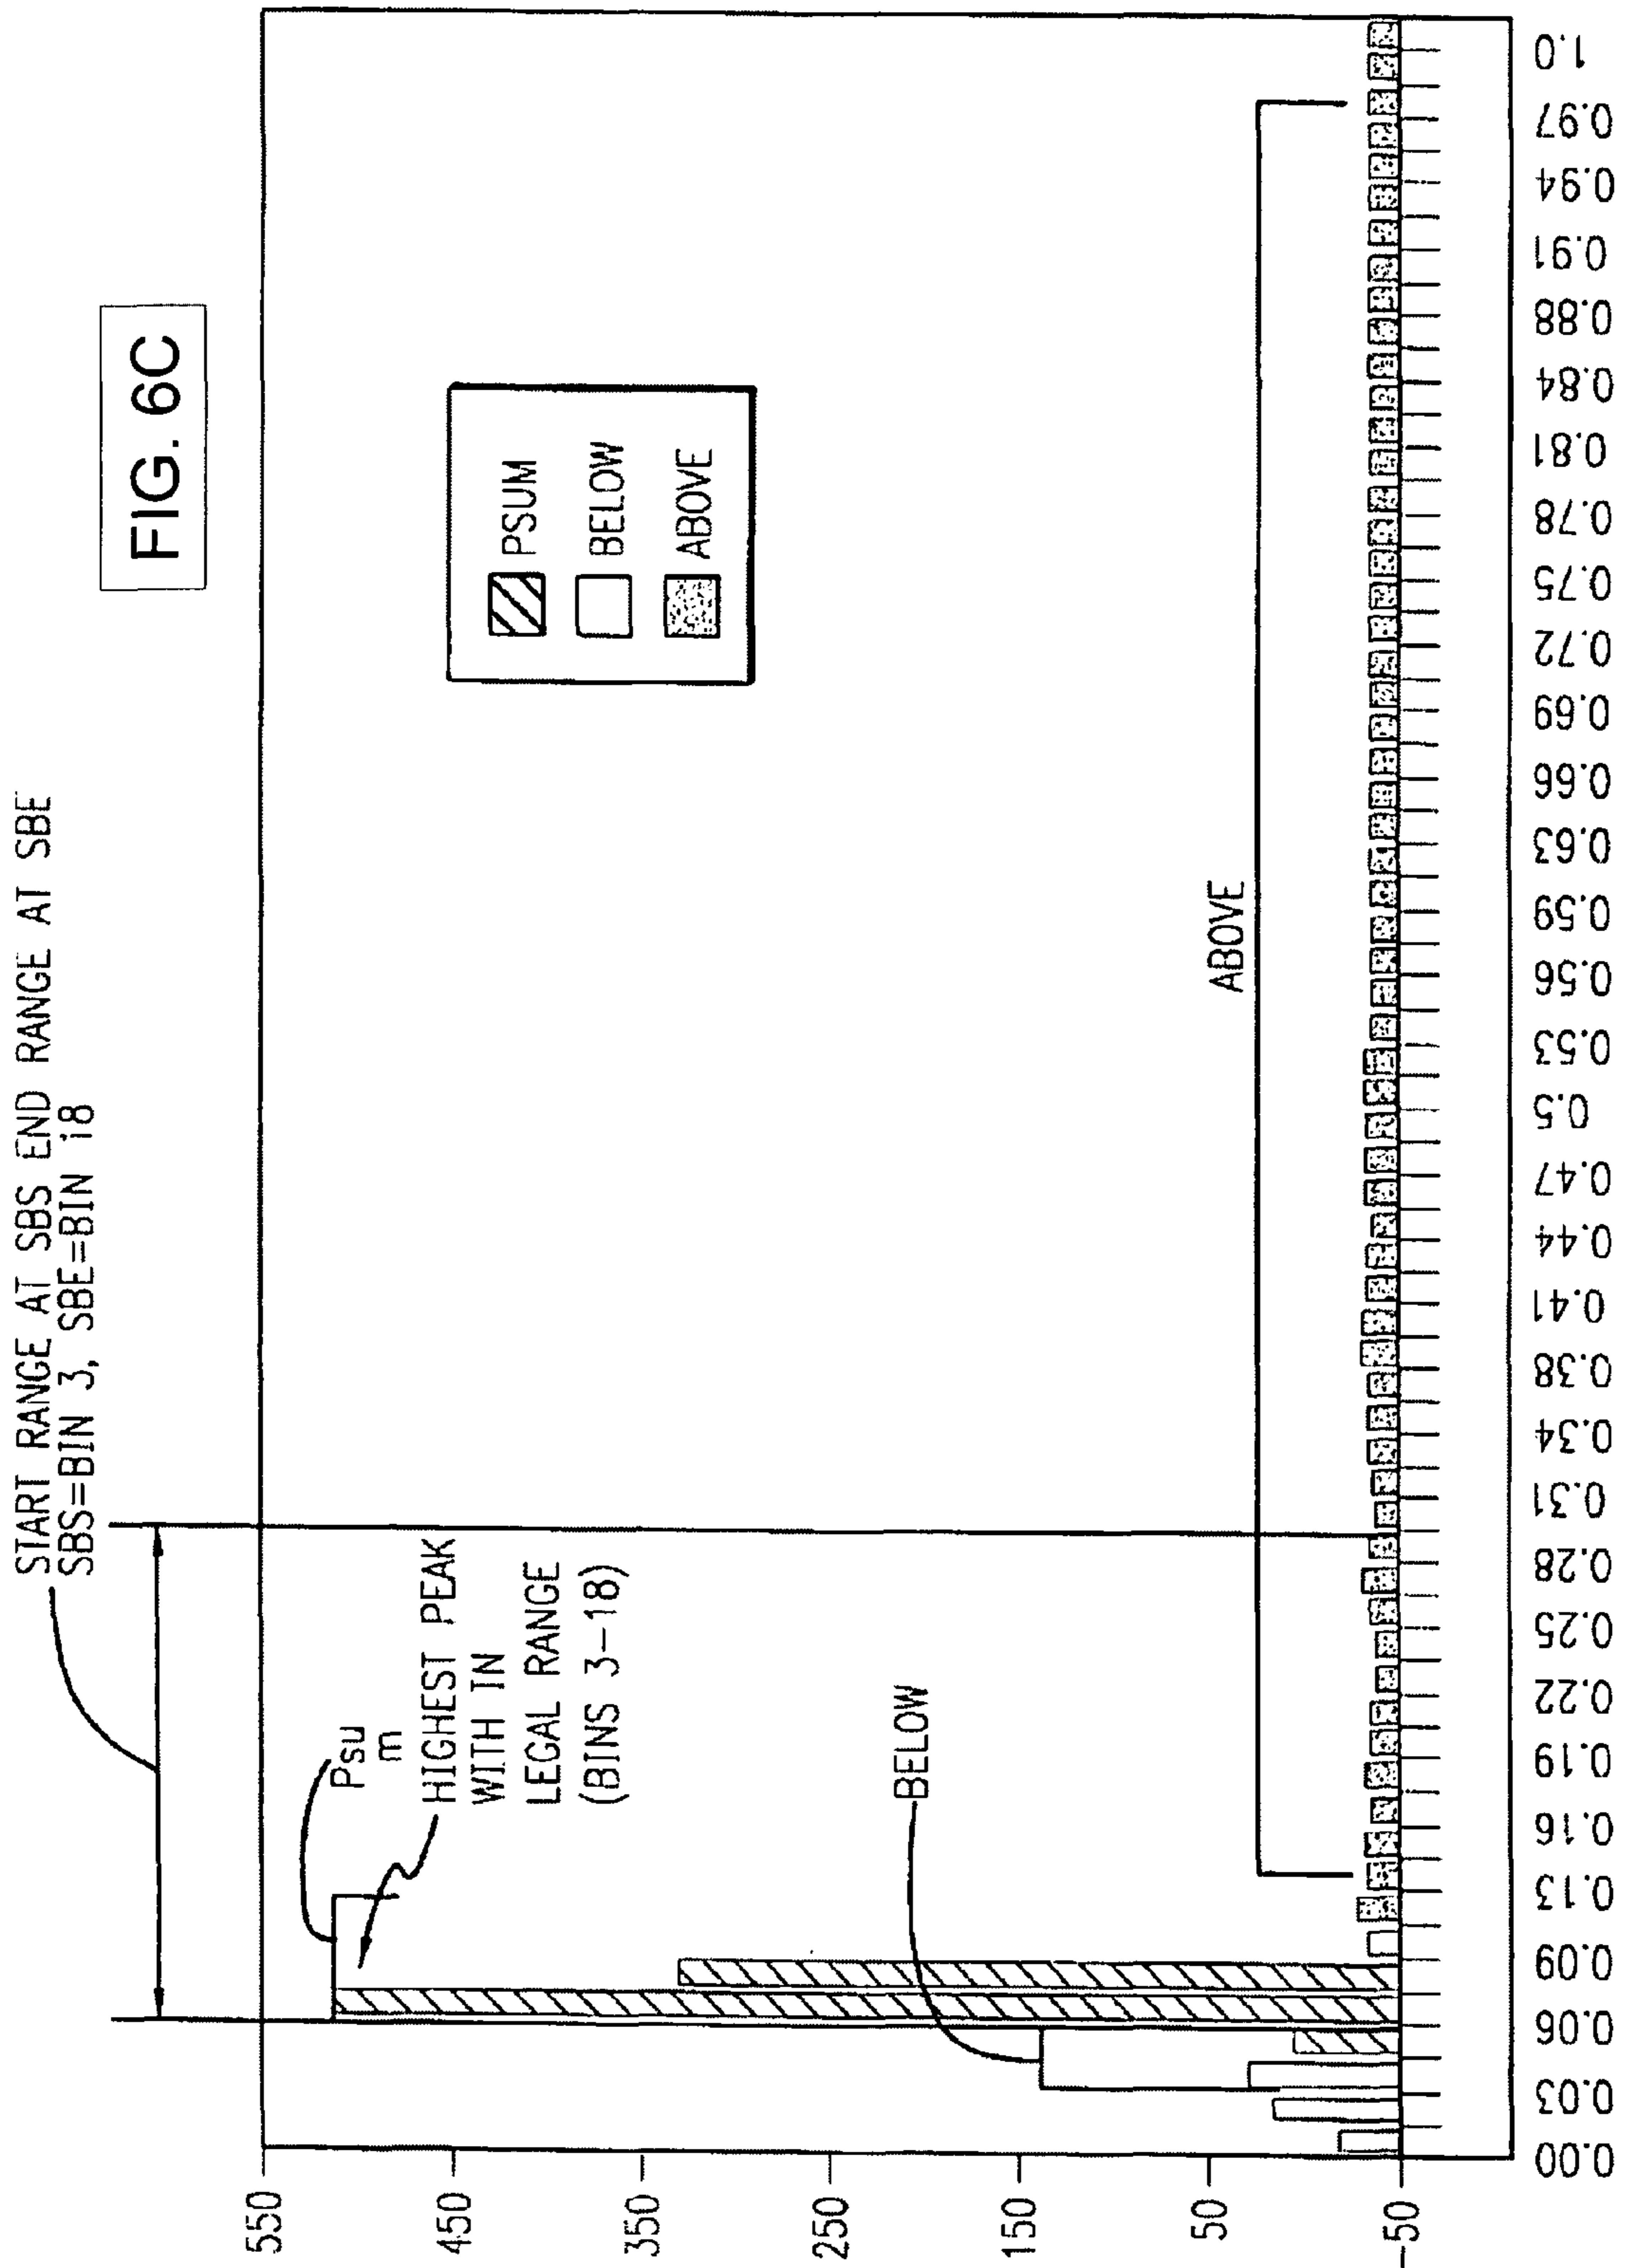 FIG. 6C
START RANGE AT SBS END RANGE AT SBE
SBS=BIN 3, SBE=BIN i8
550
450
350
250
150
50
-50
Psu
m
HIGHEST PEAK
WITH IN
LEGAL RANGE
(BINS 3-18)
BELOW
PSUM
BELOW
ABOVE
ABOVE
0.00
0.03
0.06
0.09
0.13
0.16
0.19
0.22
0.25
0.28
0.31
0.34
0.38
0.41
0.44
0.47
0.5
0.53
0.56
0.59
0.63
0.66
0.69
0.72
0.75
0.78
0.81
0.84
0.88
0.91
0.94
0.97
1.0